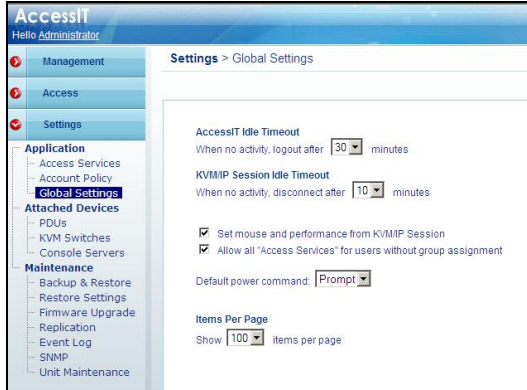 AccessIT
Hello Administrator
Management
Access
Settings
Application
Access Services
Account Policy
Global Settings
Attached Devices
PDUs
KVM Switches
Console Servers
Maintenance
Backup & Restore
Restore Settings
Firmware Upgrade
Replication
Event Log
SNMP
Unit Maintenance
Settings > Global Settings
AccessIT Idle Timeout
When no activity, logout after 30 minutes
KVM/IP Session Idle Timeout
When no activity, disconnect after 10 minutes
Set mouse and performance from KVM/IP Session
Allow all "Access Services" for users without group assignment
Default power command: Prompt
Items Per Page
Show 100 items per page